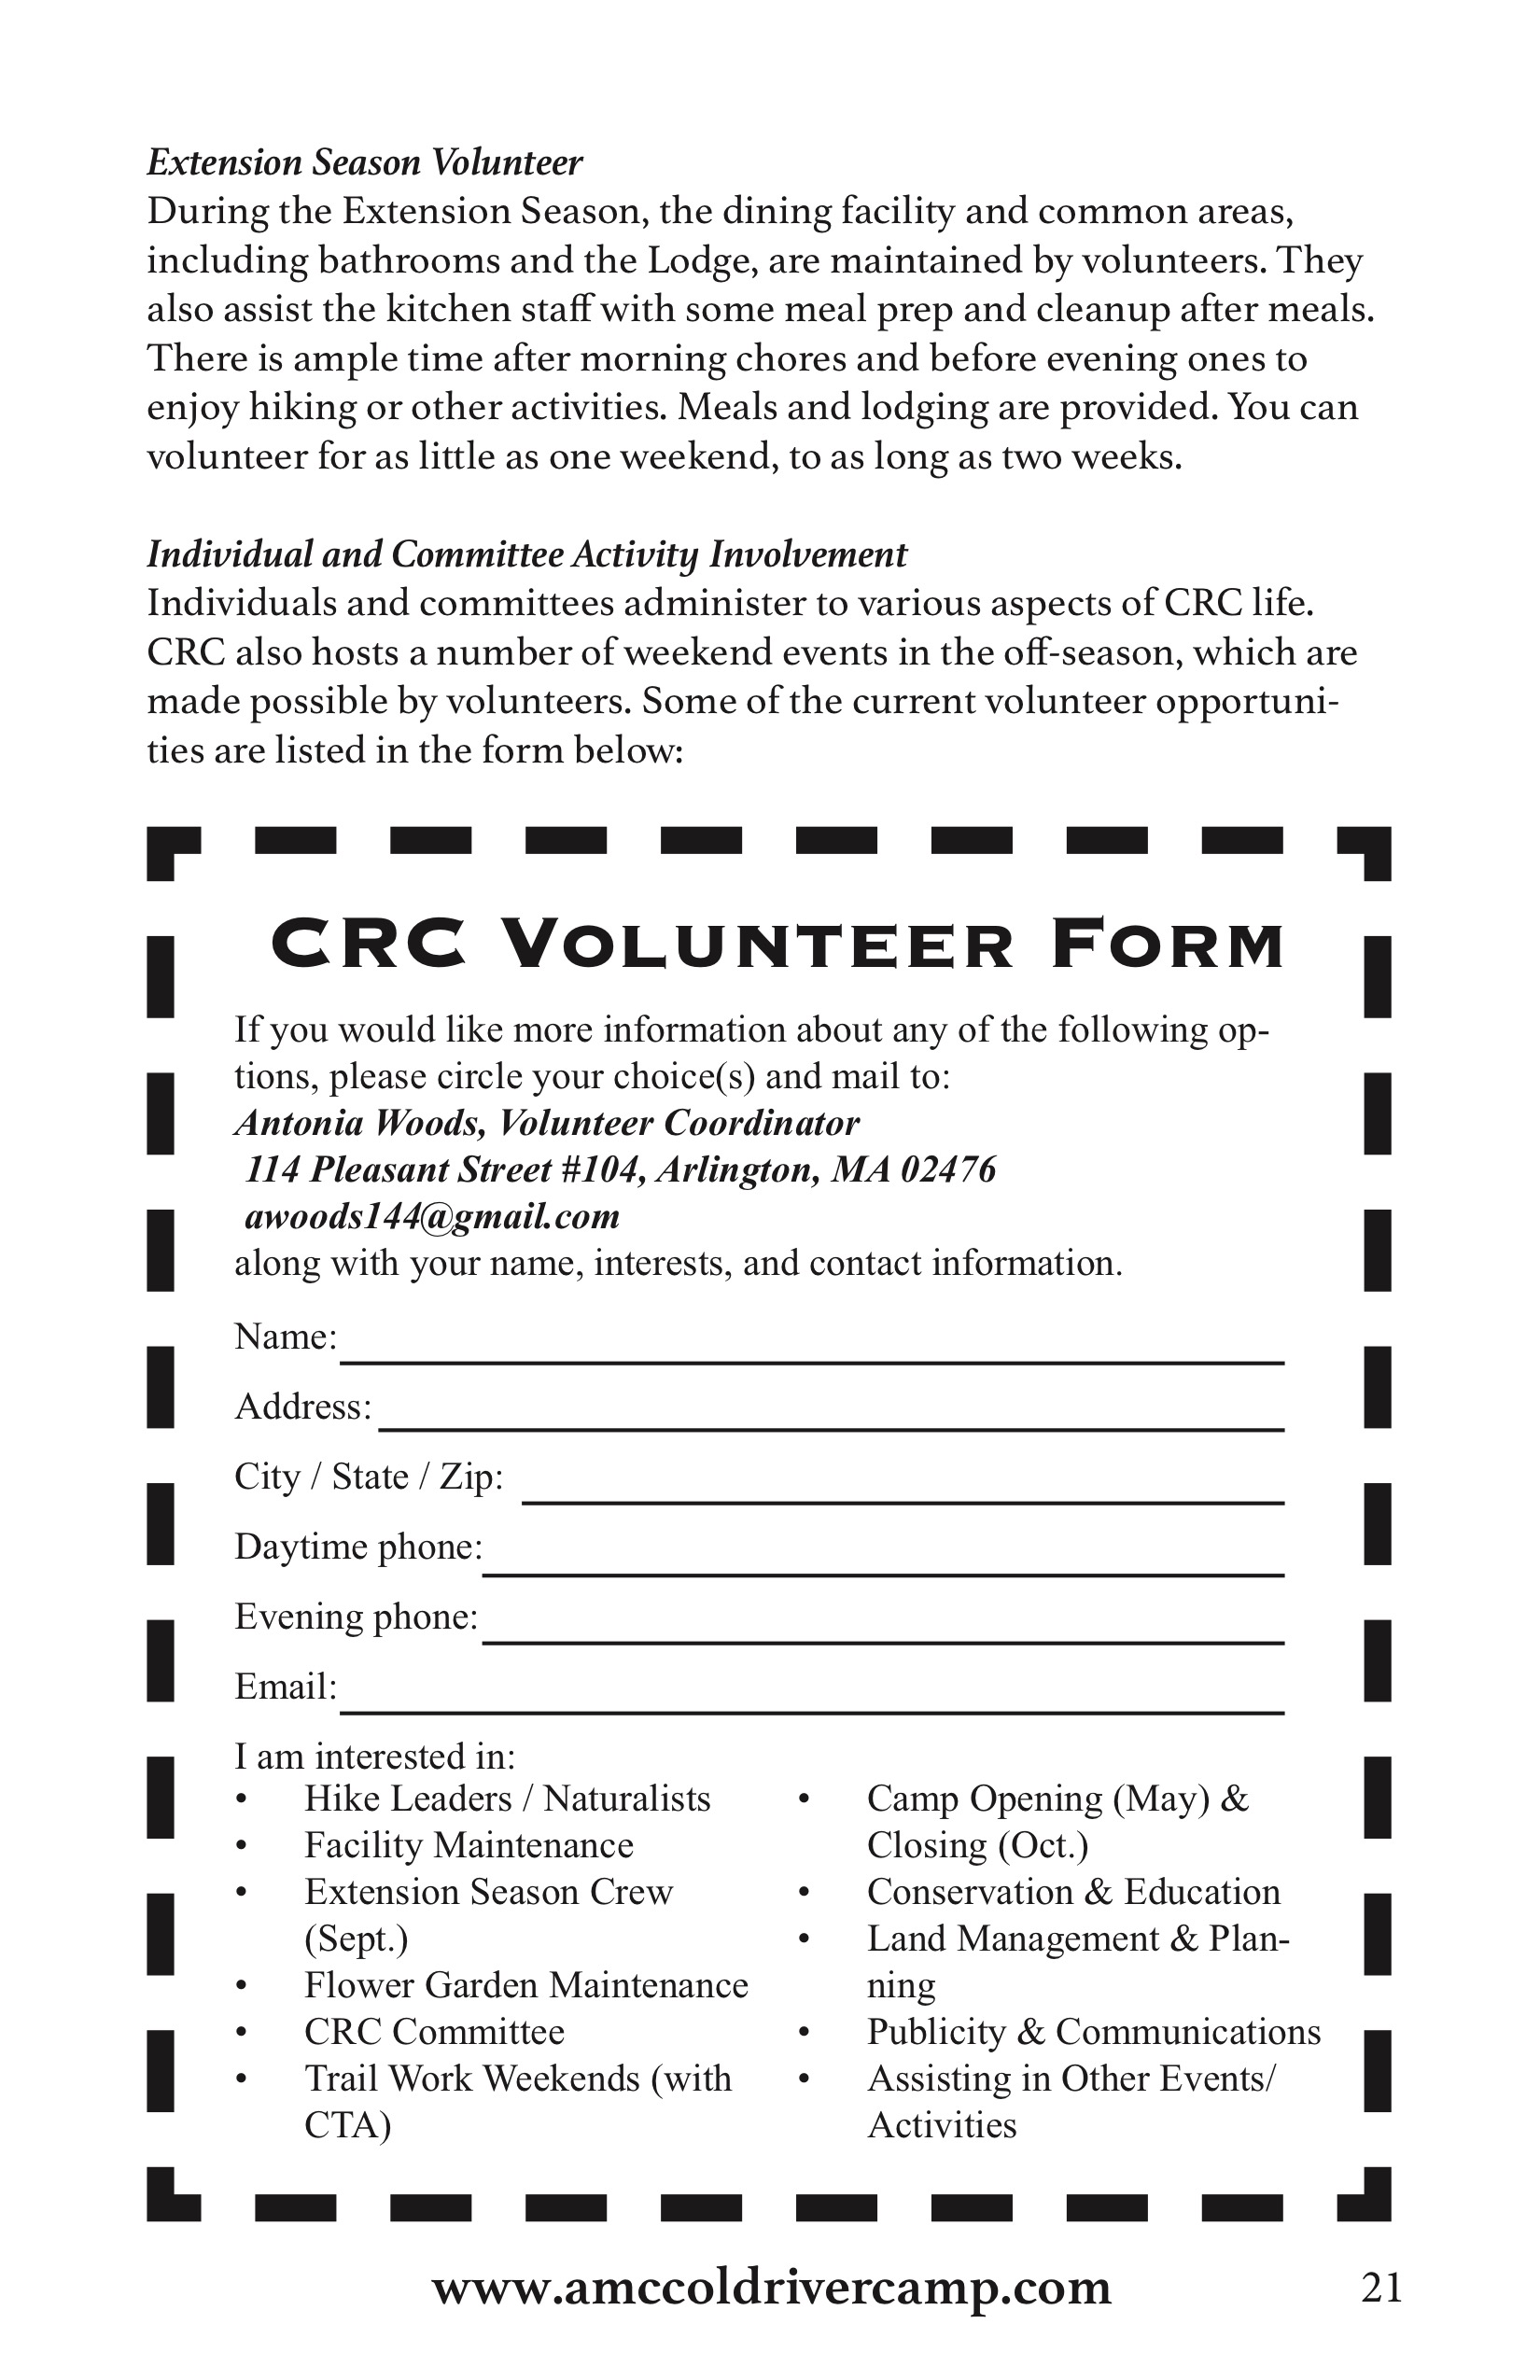 Extension Season Volunteer
During the Extension Season, the dining facility and common areas,
including bathrooms and the Lodge, are maintained by volunteers. They
also assist the kitchen staff with some meal prep and cleanup after meals.
There is ample time after morning chores and before evening ones to
enjoy hiking or other activities. Meals and lodging are provided. You can
volunteer for as little as one weekend, to as long as two weeks.
Individual and Committee Activity Involvement
Individuals and committees administer to various aspects of CRC life.
CRC also hosts a number of weekend events in the off-season, which are
made possible by volunteers. Some of the current volunteer opportuni-
ties are listed in the form below:
CRC Volunteer Form
If you would like more information about any of the following op-
tions, please circle your choice(s) and mail to:
Antonia Woods, Volunteer Coordinator
114 Pleasant Street #104, Arlington, MA 02476
awoods144@gmail.com
along with your name, interests, and contact information.
Name:
Address:
City / State / Zip:
Daytime phone:
Evening phone:
Email:
I am interested in:
• Hike Leaders / Naturalists
• Facility Maintenance
• Extension Season Crew
(Sept.)
• Flower Garden Maintenance
• CRC Committee
• Trail Work Weekends (with
CTA)
• Camp Opening (May) &
Closing (Oct.)
• Conservation & Education
• Land Management & Plan-
ning
• Publicity & Communications
• Assisting in Other Events/
Activities
www.amccoldrivercamp.com
21